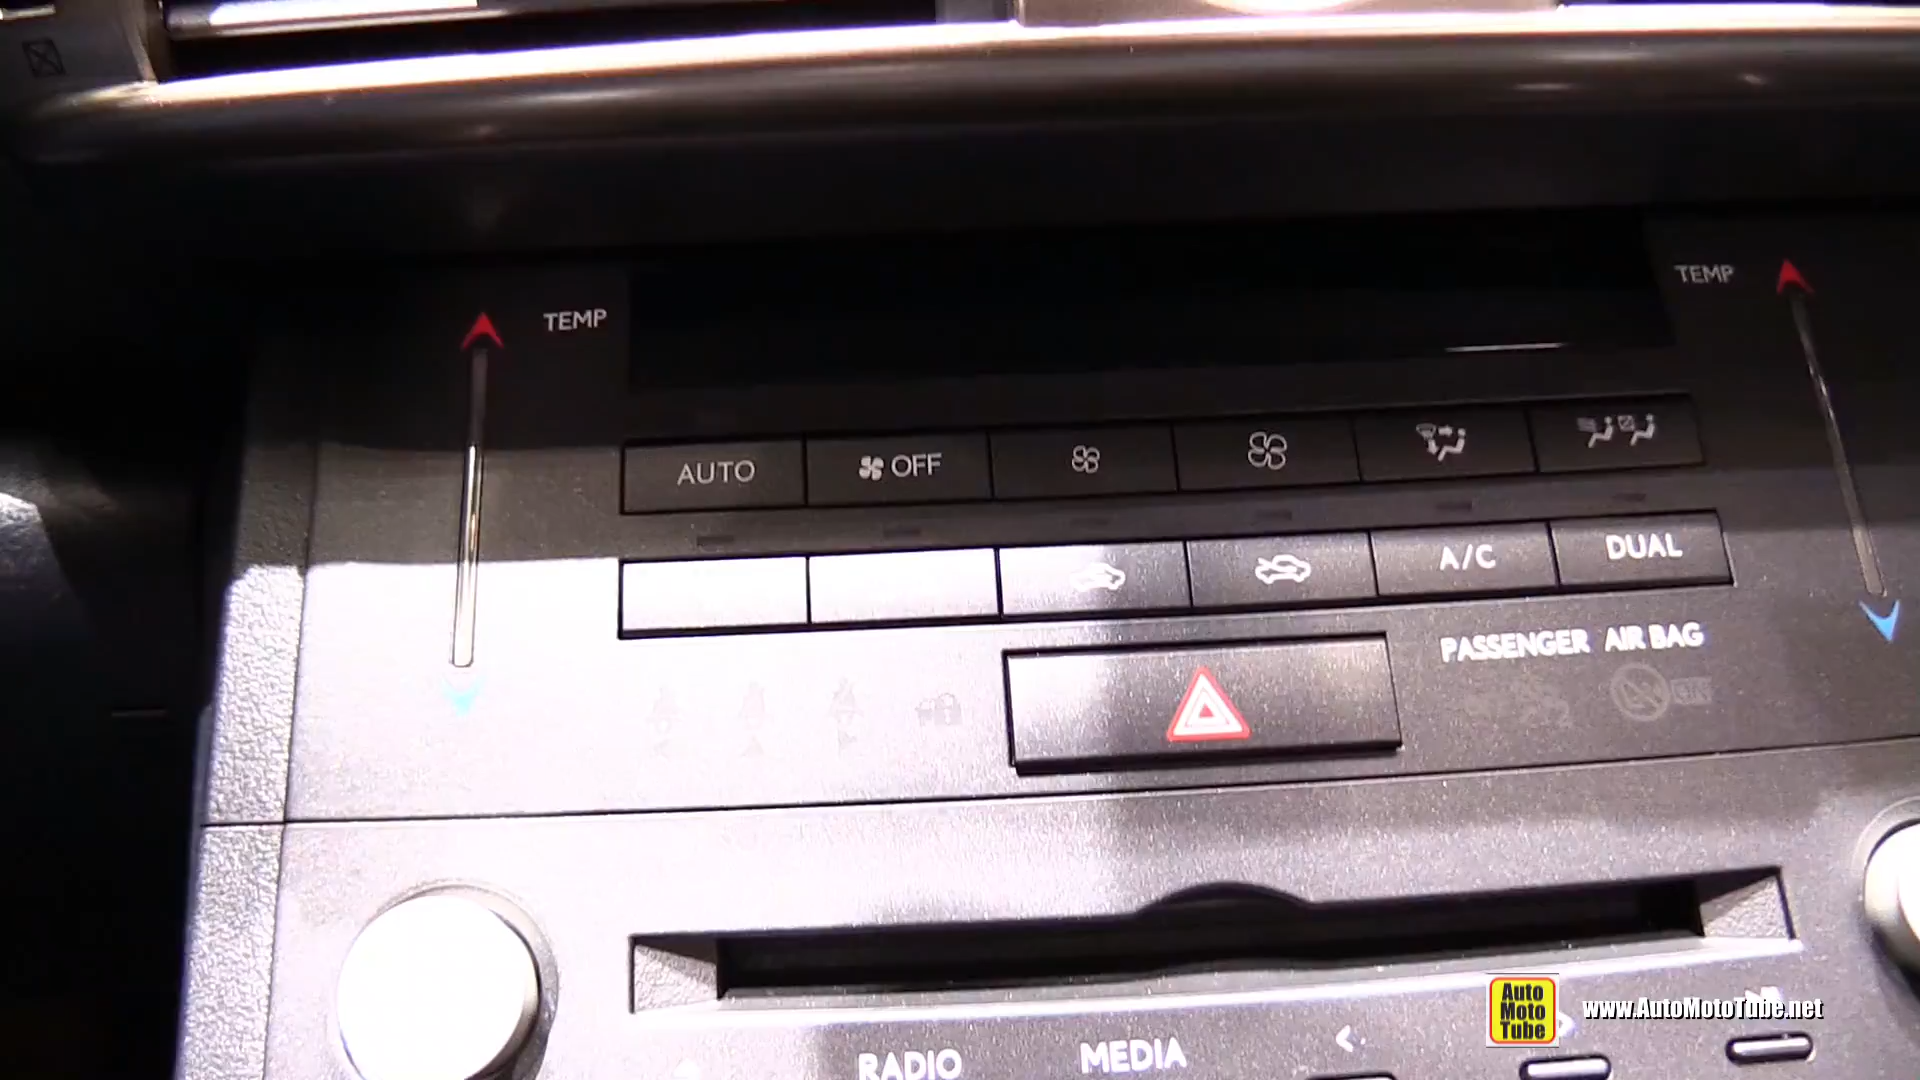 TEMP
TEMP
AUTO
OFF
A/C
DUAL
PASSENGER AIR BAG
RADIO
MEDIA
Auto
Moto
Tube
www.AutoMotoTube.net